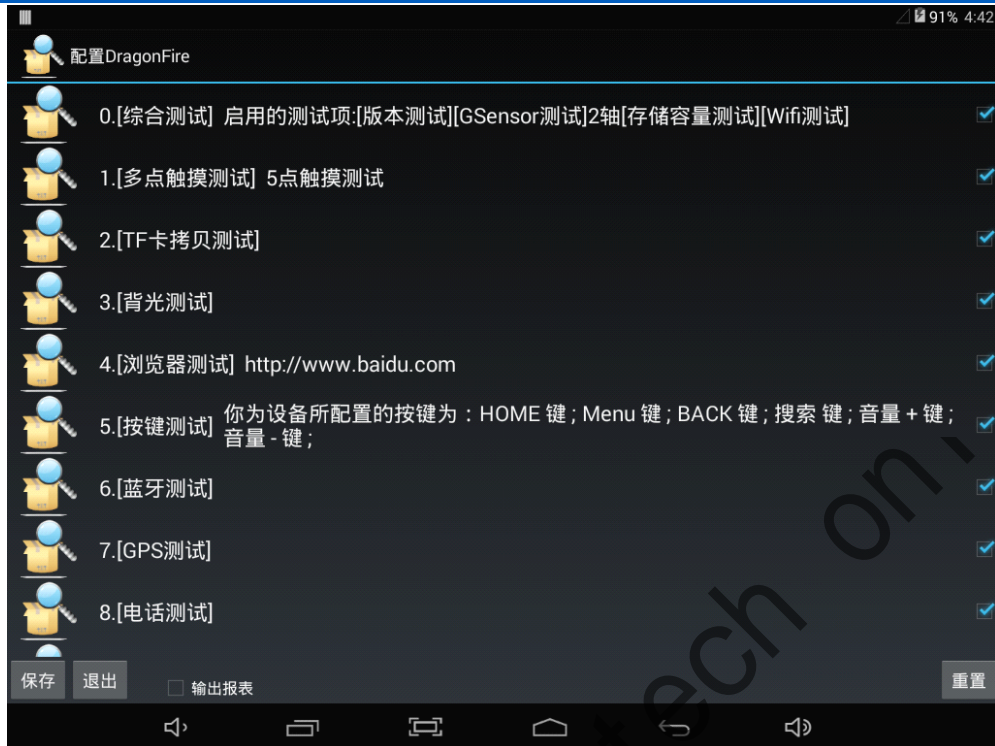 91% 4:42
配置DragonFire
0.[综合测试] 启用的测试项:[版本测试][GSensor测试]2轴[存储容量测试][Wifi测试]
1.[多点触摸测试] 5点触摸测试
2.[TF卡拷贝测试]
3.[背光测试]
4.[浏览器测试] http://www.baidu.com
5.[按键测试] 你为设备所配置的按键为：HOME 键 ; Menu 键 ; BACK 键 ; 搜索 键 ; 音量 + 键 ;
音量 - 键 ;
6.[蓝牙测试]
7.[GPS测试]
8.[电话测试]
保存 退出 输出报表 重置